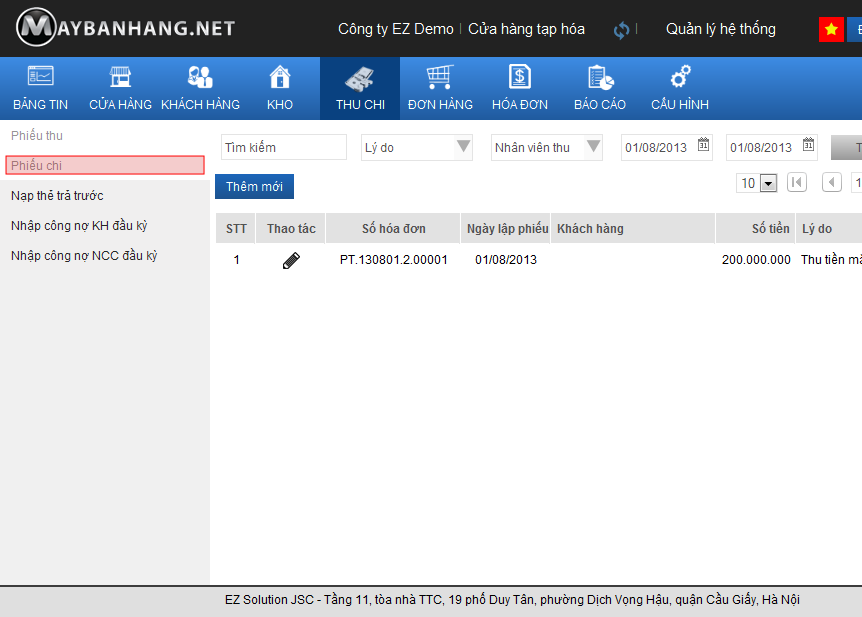 MAYBANHANG.NET
Công ty EZ Demo | Cửa hàng tạp hóa | Quản lý hệ thống
BẢNG TIN CỬA HÀNG KHÁCH HÀNG KHO THU CHI ĐƠN HÀNG HÓA ĐƠN BÁO CÁO CẤU HÌNH
Phiếu thu
Phiếu chi
Nạp thẻ trả trước
Nhập công nợ KH đầu kỳ
Nhập công nợ NCC đầu kỳ
Tìm kiếm Lý do Nhân viên thu 01/08/2013 31 01/08/2013 31 T
Thêm mới 10 1
STT Thao tác Số hóa đơn Ngày lập phiếu Khách hàng Số tiền Lý do
1 PT.130801.2.00001 01/08/2013 200.000.000 Thu tiền
EZ Solution JSC - Tầng 11, tòa nhà TTC, 19 phố Duy Tân, phường Dịch Vọng Hậu, quận Cầu Giấy, Hà Nội